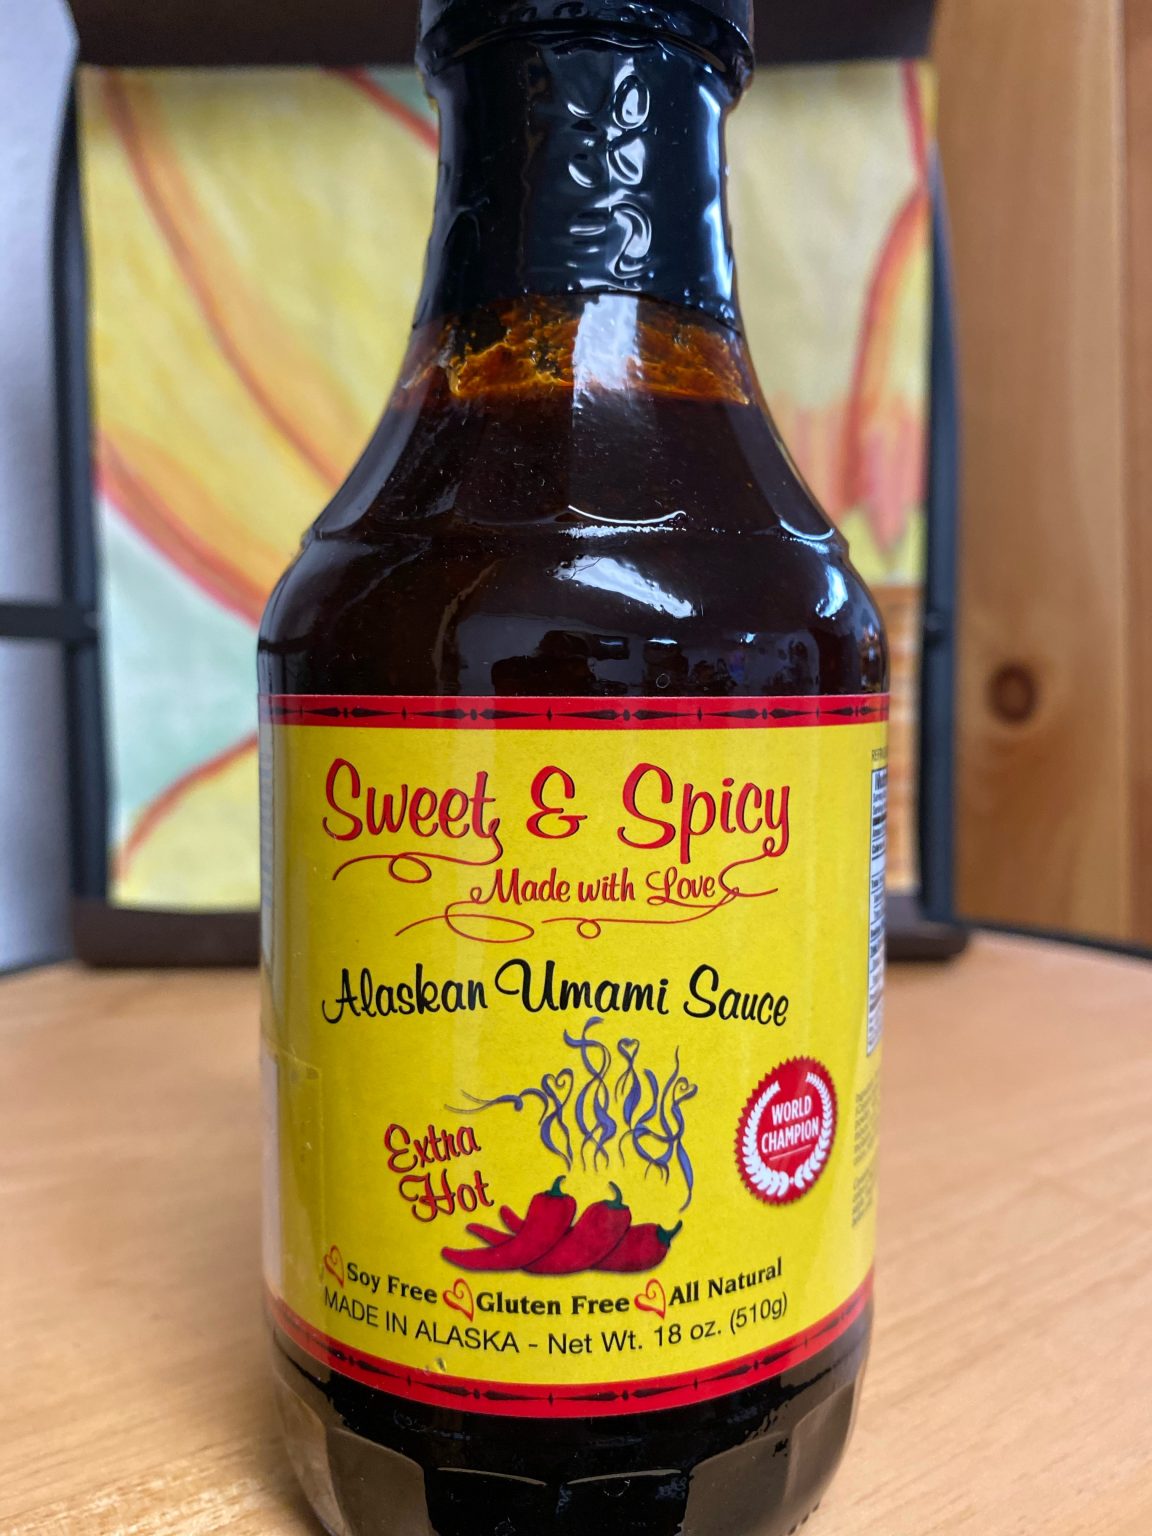 Sweet & Spicy
Made with Love
Alaskan Umami Sauce
Extra
Hot
WORLD
CHAMPION
Soy Free Gluten Free All Natural
MADE IN ALASKA - Net Wt. 18 oz. (510g)